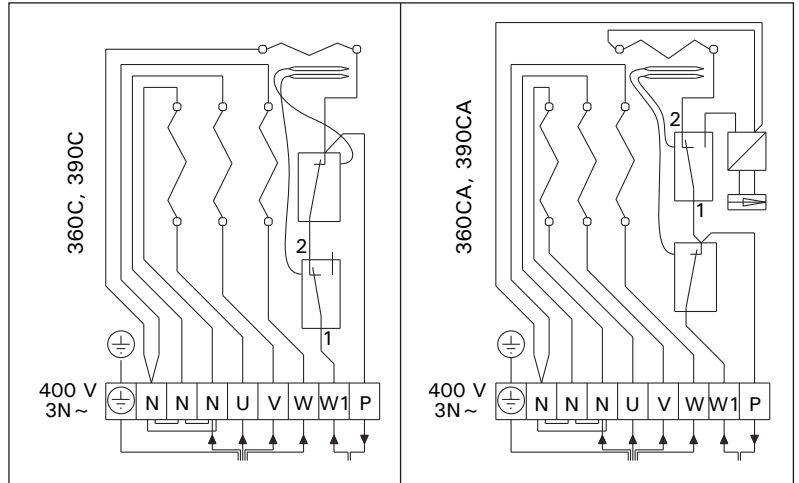 360C, 390C
2
1
400 V
3N~
N N N U V W W1 P
360CA, 390CA
2
1
400 V
3N~
N N N U V W W1 P